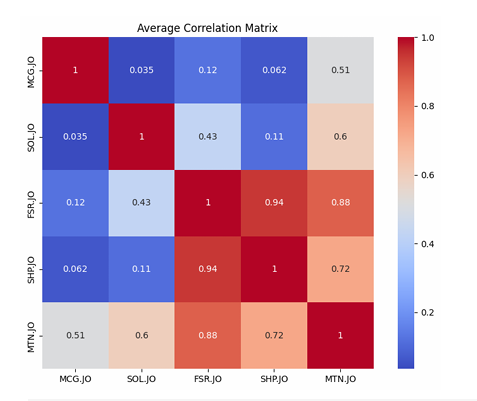 Average Correlation Matrix
MCG.JO 1 0.035 0.12 0.062 0.51
SOL.JO 0.035 1 0.43 0.11 0.6
FSR.JO 0.12 0.43 1 0.94 0.88
SHP.JO 0.062 0.11 0.94 1 0.72
MTN.JO 0.51 0.6 0.88 0.72 1
MCG.JO SOL.JO FSR.JO SHP.JO MTN.JO
1.0
0.8
0.6
0.4
0.2